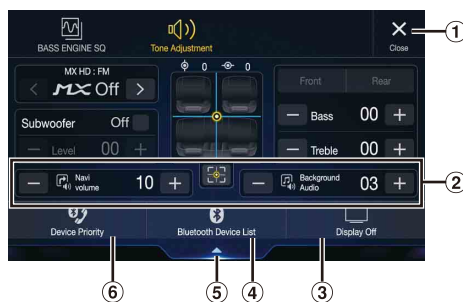 BASS ENGINE SQ
Tone Adjustment
Close
①
0 0
MX HD : FM
MX Off
Front Rear
Bass 00
Subwoofer Off
Treble 00
Level 00
Navi volume 10
Background Audio 03
②
Device Priority
Bluetooth Device List
Display Off
⑥ ⑤ ④ ③